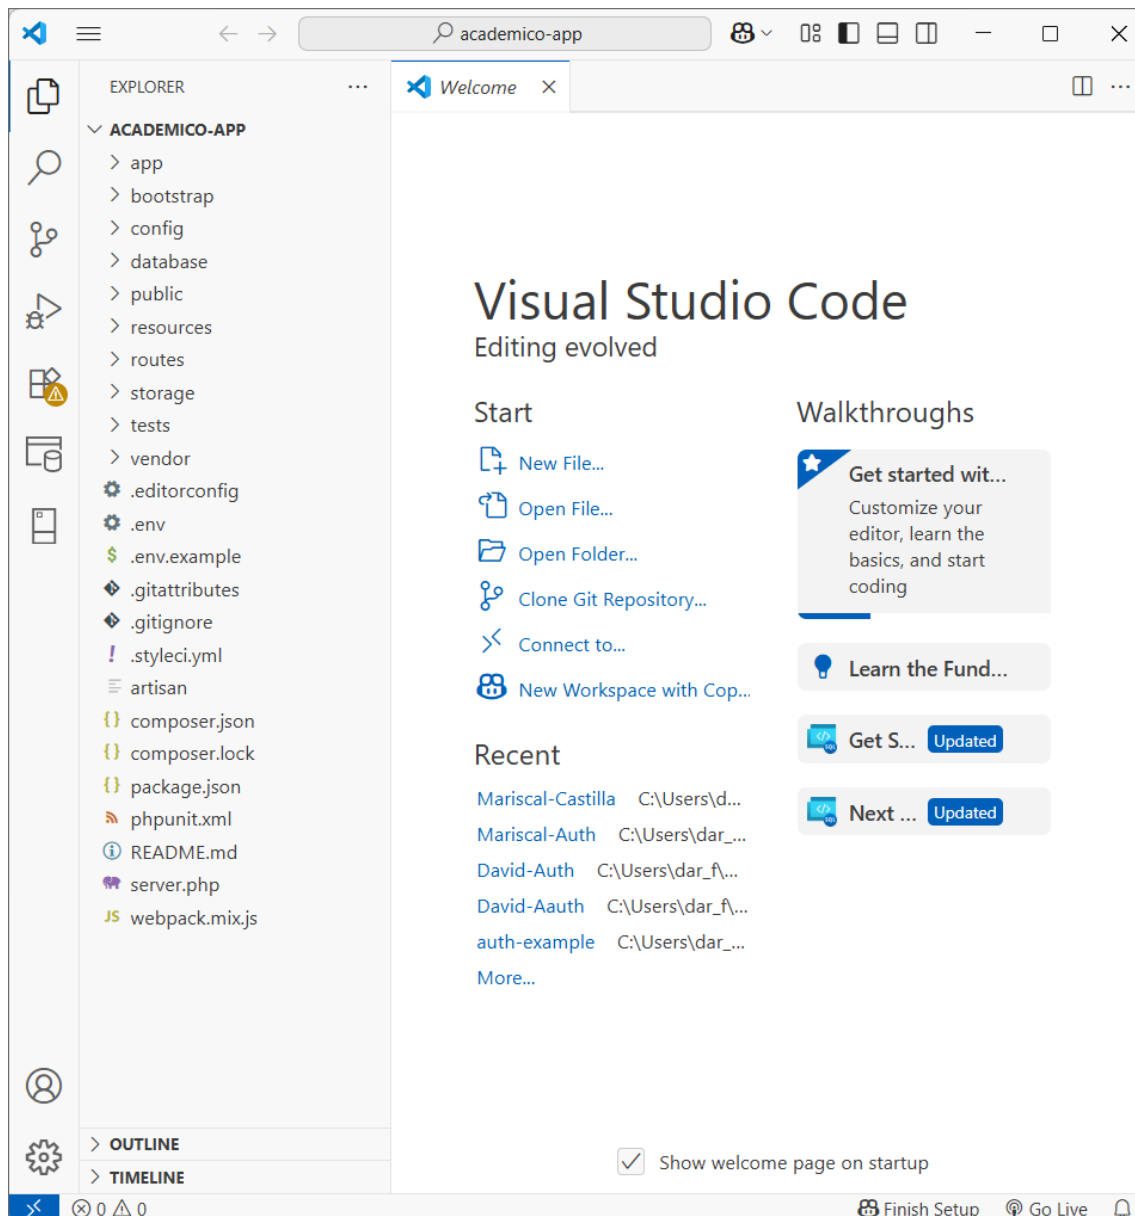 academico-app
EXPLORER
Welcome
ACADEMICO-APP
app
bootstrap
config
database
public
resources
routes
storage
tests
vendor
.editorconfig
.env
$ .env.example
.gitattributes
.gitignore
! .styleci.yml
artisan
{} composer.json
{} composer.lock
{} package.json
phpunit.xml
README.md
server.php
JS webpack.mix.js
OUTLINE
TIMELINE
Visual Studio Code
Editing evolved
Start
New File...
Open File...
Open Folder...
Clone Git Repository...
Connect to...
New Workspace with Cop...
Recent
Mariscal-Castilla C:\Users\d...
Mariscal-Auth C:\Users\dar_...
David-Auth C:\Users\dar_f\...
David-Aauth C:\Users\dar_f\...
auth-example C:\Users\dar_...
More...
Walkthroughs
Get started wit...
Customize your
editor, learn the
basics, and start
coding
Learn the Fund...
Get S... Updated
Next ... Updated
Show welcome page on startup
0 0
Finish Setup
Go Live